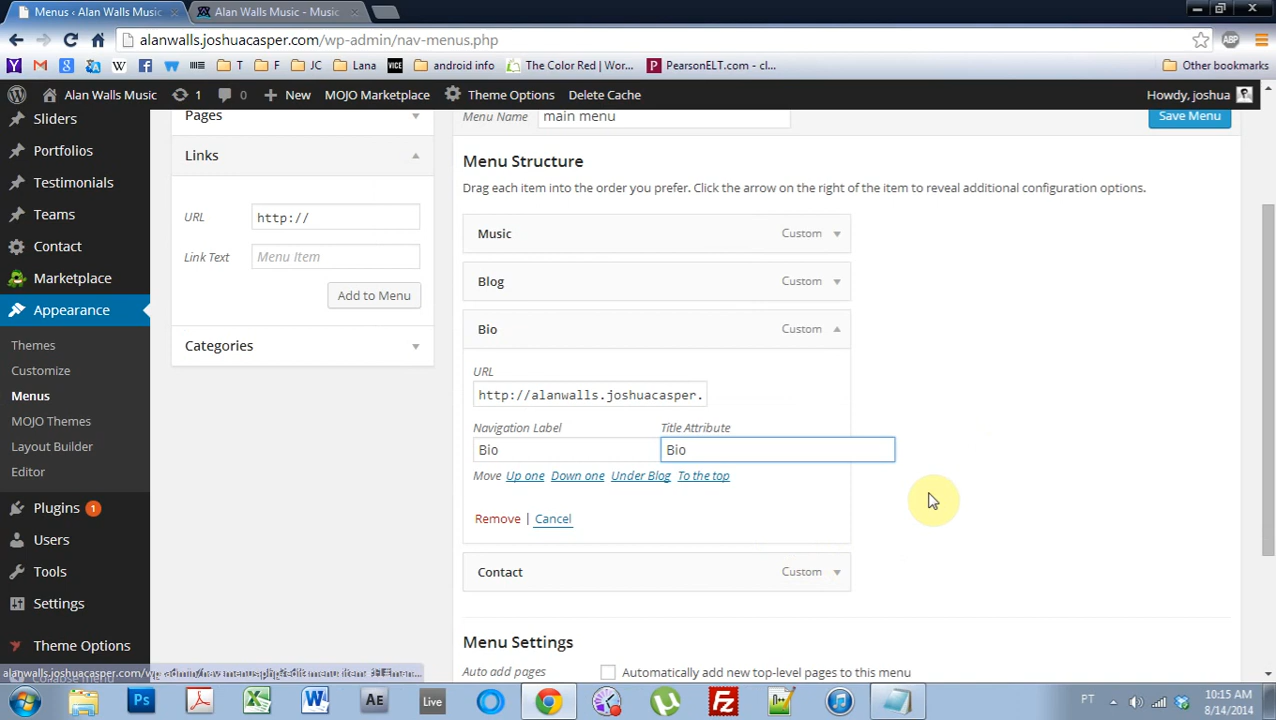 Menus < Alan Walls Music
Alan Walls Music - Music
alanwalls.joshuacasper.com/wp-admin/nav-menus.php
ABP
T F JC Lana VICE android info The Color Red | Wor... PearsonELT.com - cl... Other bookmarks
Alan Walls Music 1 0 New MOJO Marketplace Theme Options Delete Cache Howdy, joshua
Sliders
Portfolios
Testimonials
Teams
Contact
Marketplace
Appearance
Themes
Customize
Menus
MOJO Themes
Layout Builder
Editor
Plugins 1
Users
Tools
Settings
Theme Options
Collapse menu
Pages
Links
URL http://
Link Text Menu Item
Add to Menu
Categories
Menu Name main menu Save Menu
Menu Structure
Drag each item into the order you prefer. Click the arrow on the right of the item to reveal additional configuration options.
Music Custom
Blog Custom
Bio Custom
URL
http://alanwalls.joshuacasper.
Navigation Label Title Attribute
Bio Bio
Move Up one Down one Under Blog To the top
Remove | Cancel
Contact Custom
Menu Settings
Auto add pages Automatically add new top-level pages to this menu
Ps X W Ae Live Fz n++ PT 10:15 AM
8/14/2014